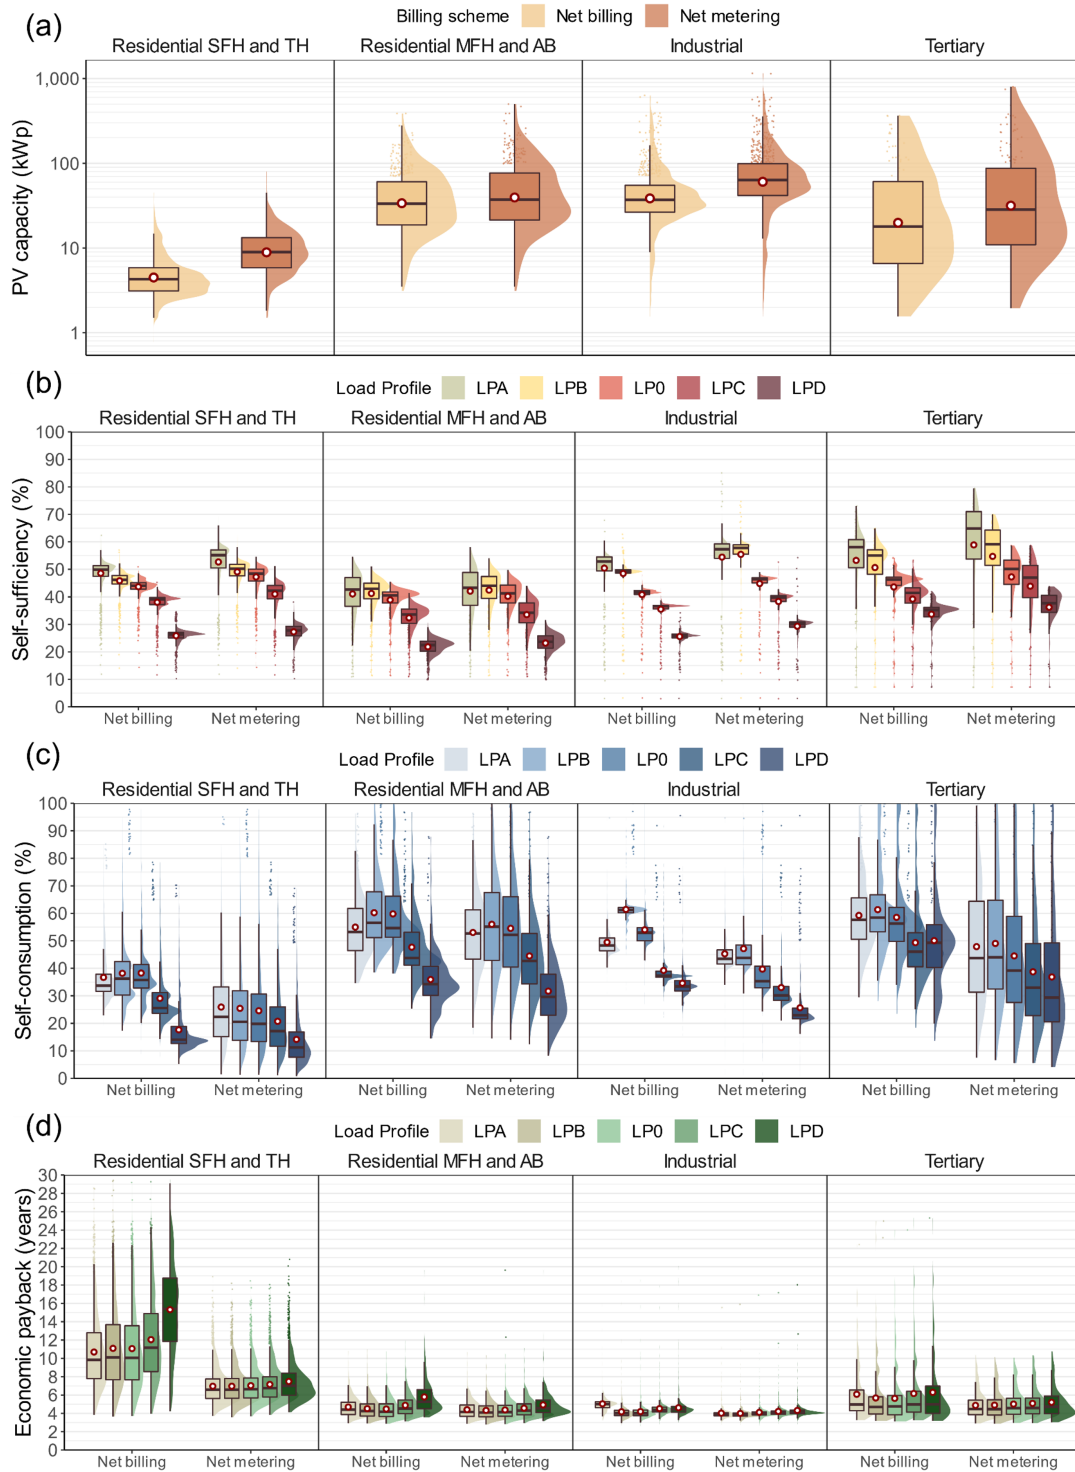 (a)
Billing scheme Net billing Net metering
Residential SFH and TH Residential MFH and AB Industrial Tertiary
PV capacity (kWp)
1,000
100
10
1
(b)
Load Profile LPA LPB LP0 LPC LPD
Residential SFH and TH Residential MFH and AB Industrial Tertiary
Self-sufficiency (%)
100
90
80
70
60
50
40
30
20
10
0
Net billing Net metering Net billing Net metering Net billing Net metering Net billing Net metering
(c)
Load Profile LPA LPB LP0 LPC LPD
Residential SFH and TH Residential MFH and AB Industrial Tertiary
Self-consumption (%)
100
90
80
70
60
50
40
30
20
10
0
Net billing Net metering Net billing Net metering Net billing Net metering Net billing Net metering
(d)
Load Profile LPA LPB LP0 LPC LPD
Residential SFH and TH Residential MFH and AB Industrial Tertiary
Economic payback (years)
30
28
26
24
22
20
18
16
14
12
10
8
6
4
2
0
Net billing Net metering Net billing Net metering Net billing Net metering Net billing Net metering